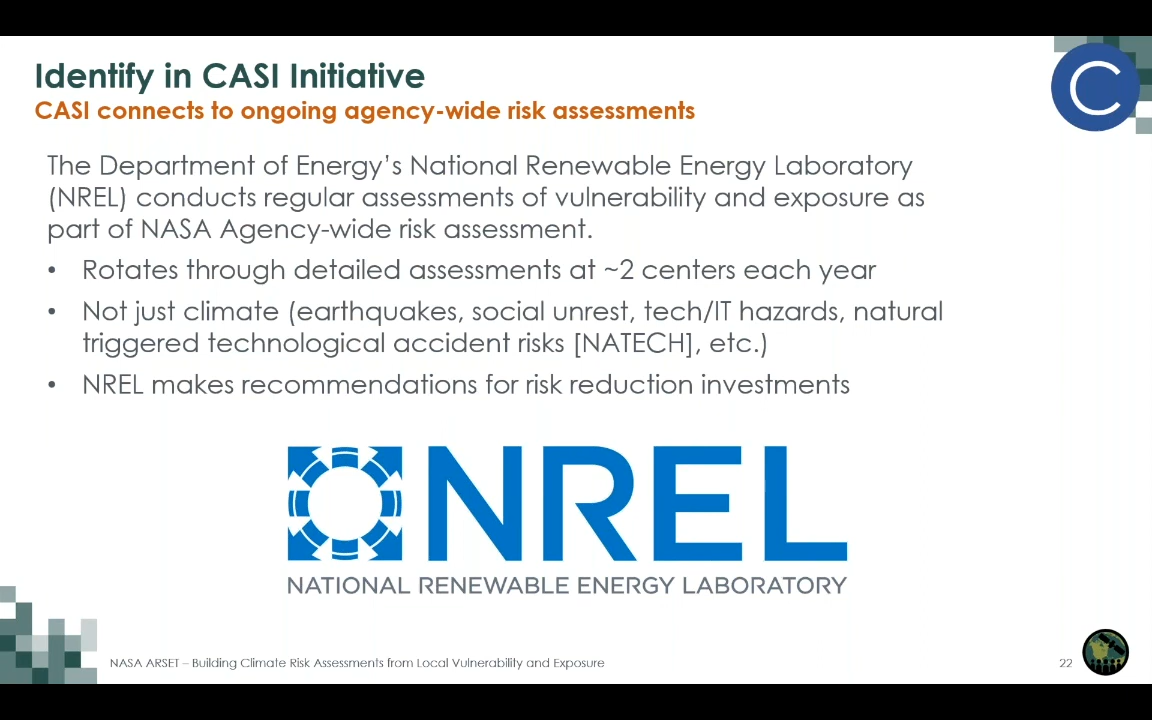 Identify in CASI Initiative
CASI connects to ongoing agency-wide risk assessments
C
The Department of Energy’s National Renewable Energy Laboratory
(NREL) conducts regular assessments of vulnerability and exposure as
part of NASA Agency-wide risk assessment.
• Rotates through detailed assessments at ~2 centers each year
• Not just climate (earthquakes, social unrest, tech/IT hazards, natural
triggered technological accident risks [NATECH], etc.)
• NREL makes recommendations for risk reduction investments
NREL
NATIONAL RENEWABLE ENERGY LABORATORY
NASA ARSET – Building Climate Risk Assessments from Local Vulnerability and Exposure
22